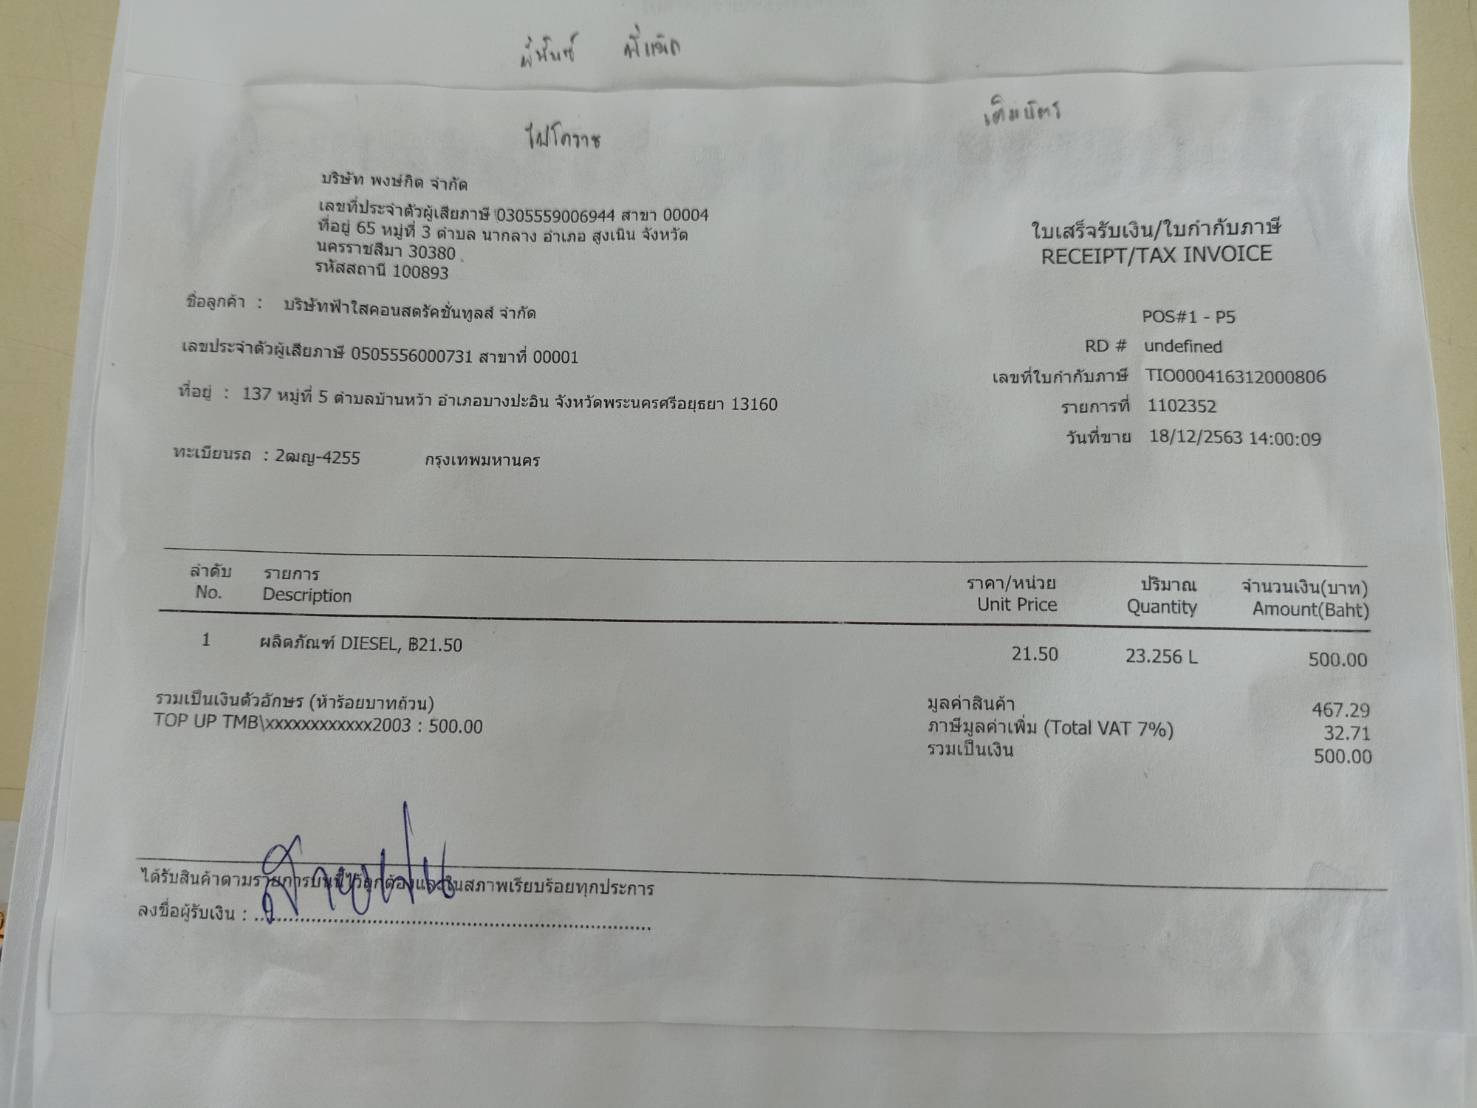 พี่พันช์ พี่แน็ก
ไปโคราช
เติมบัตร
บริษัท พงษ์กิต จำกัด
เลขที่ประจำตัวผู้เสียภาษี 0305559006944 สาขา 00004
ที่อยู่ 65 หมู่ที่ 3 ตำบล นากลาง อำเภอ สูงเนิน จังหวัด
นครราชสีมา 30380
รหัสสถานี 100893
ใบเสร็จรับเงิน/ใบกำกับภาษี
RECEIPT/TAX INVOICE
ชื่อลูกค้า : บริษัทฟ้าใสคอนสตรัคชั่นทูลส์ จำกัด
เลขประจำตัวผู้เสียภาษี 0505556000731 สาขาที่ 00001
ที่อยู่ : 137 หมู่ที่ 5 ตำบลบ้านหว้า อำเภอบางปะอิน จังหวัดพระนครศรีอยุธยา 13160
ทะเบียนรถ : 2ฒญ-4255 กรุงเทพมหานคร
POS#1 - P5
RD # undefined
เลขที่ใบกำกับภาษี TIO000416312000806
รายการที่ 1102352
วันที่ขาย 18/12/2563 14:00:09
ลำดับ รายการ ราคา/หน่วย ปริมาณ จำนวนเงิน(บาท)
No. Description Unit Price Quantity Amount(Baht)
1 ผลิตภัณฑ์ DIESEL, ฿21.50 21.50 23.256 L 500.00
รวมเป็นเงินตัวอักษร (ห้าร้อยบาทถ้วน)
TOP UP TMB\xxxxxxxxxxxx2003 : 500.00
มูลค่าสินค้า 467.29
ภาษีมูลค่าเพิ่ม (Total VAT 7%) 32.71
รวมเป็นเงิน 500.00
ได้รับสินค้าตามรายการบนนี้ไว้ถูกต้องและในสภาพเรียบร้อยทุกประการ
ลงชื่อผู้รับเงิน :